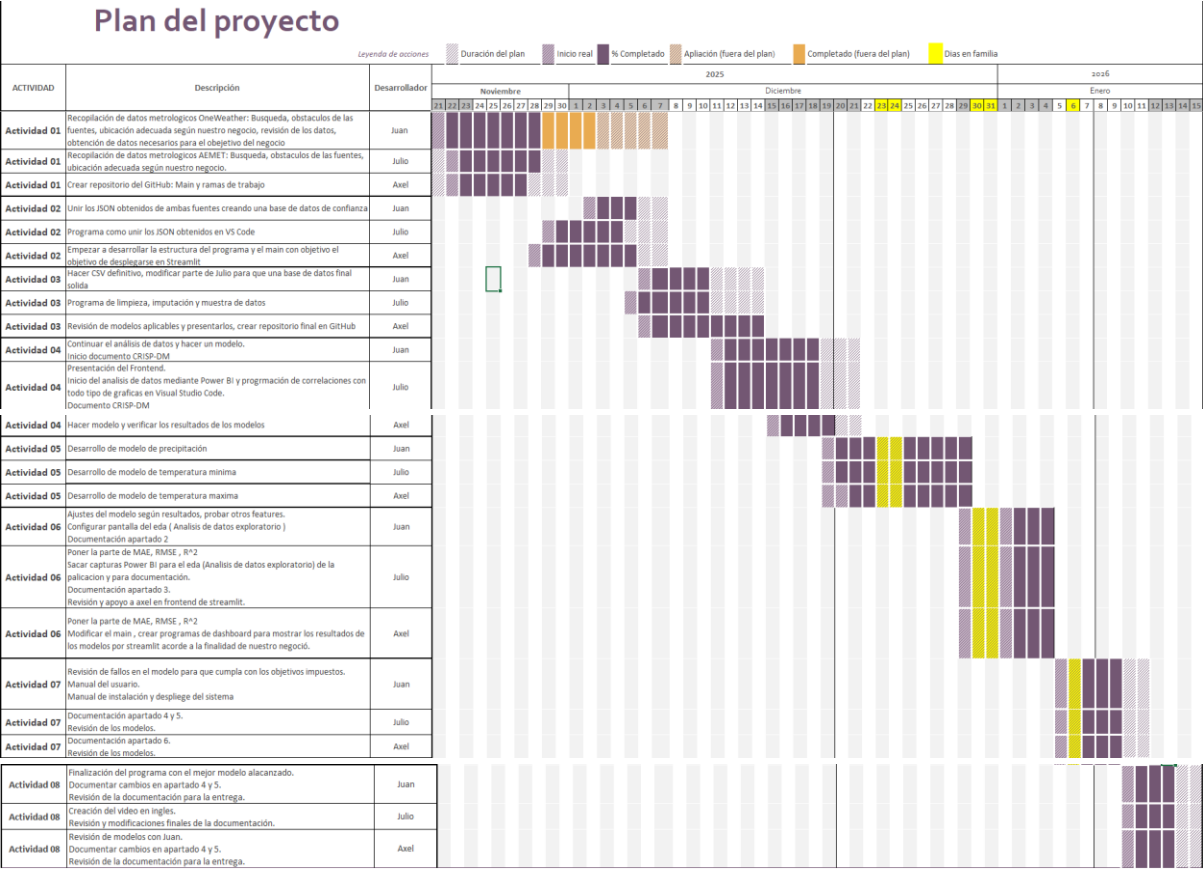 Plan del proyecto
Leyenda de acciones
Duración del plan
Inicio real
% Completado
Apliación (fuera del plan)
Completado (fuera del plan)
Dias en familia
ACTIVIDAD
Descripción
Desarrollador
2025
2026
Noviembre
Diciembre
Enero
21 22 23 24 25 26 27 28 29 30 1 2 3 4 5 6 7 8 9 10 11 12 13 14 15 16 17 18 19 20 21 22 23 24 25 26 27 28 29 30 31 1 2 3 4 5 6 7 8 9 10 11 12 13 14 15
Actividad 01
Recopilación de datos metrologicos OneWeather: Busqueda, obstaculos de las
fuentes, ubicación adecuada según nuestro negocio, revisión de los datos,
obtención de datos necesarios para el obejetivo del negocio
Juan
Actividad 01
Recopilación de datos metrologicos AEMET: Busqueda, obstaculos de las fuentes,
ubicación adecuada según nuestro negocio.
Julio
Actividad 01
Crear repositorio del GitHub: Main y ramas de trabajo
Axel
Actividad 02
Unir los JSON obtenidos de ambas fuentes creando una base de datos de confianza
Juan
Actividad 02
Programa como unir los JSON obtenidos en VS Code
Julio
Actividad 02
Empezar a desarrollar la estructura del programa y el main con objetivo el
objetivo de desplegarse en Streamlit
Axel
Actividad 03
Hacer CSV definitivo, modificar parte de Julio para que una base de datos final
solida
Juan
Actividad 03
Programa de limpieza, imputación y muestra de datos
Julio
Actividad 03
Revisión de modelos aplicables y presentarlos, crear repositorio final en GitHub
Axel
Actividad 04
Continuar el análisis de datos y hacer un modelo.
Inicio documento CRISP-DM
Juan
Actividad 04
Presentación del Frontend.
Inicio del analisis de datos mediante Power BI y progrmación de correlaciones con
todo tipo de graficas en Visual Studio Code.
Documento CRISP-DM
Julio
Actividad 04
Hacer modelo y verificar los resultados de los modelos
Axel
Actividad 05
Desarrollo de modelo de precipitación
Juan
Actividad 05
Desarrollo de modelo de temperatura mínima
Julio
Actividad 05
Desarrollo de modelo de temperatura maxima
Axel
Actividad 06
Ajustes del modelo según resultados, probar otros features.
Configurar pantalla del eda ( Analisis de datos exploratorio )
Documentación apartado 2
Juan
Actividad 06
Poner la parte de MAE, RMSE , R^2
Sacar capturas Power BI para el eda (Analisis de datos exploratorio) de la
palicacion y para documentación.
Documentación apartado 3.
Revisión y apoyo a axel en frontend de streamlit.
Julio
Actividad 06
Poner la parte de MAE, RMSE , R^2
Modificar el main , crear programas de dashboard para mostrar los resultados de
los modelos por streamlit acorde a la finalidad de nuestro negoció.
Axel
Actividad 07
Revisión de fallos en el modelo para que cumpla con los objetivos impuestos.
Manual del usuario.
Manual de instalación y despliege del sistema
Juan
Actividad 07
Documentación apartado 4 y 5.
Revisión de los modelos.
Julio
Actividad 07
Documentación apartado 6.
Revisión de los modelos.
Axel
Actividad 08
Finalización del programa con el mejor modelo alacanzado.
Documentar cambios en apartado 4 y 5.
Revisión de la documentación para la entrega.
Juan
Actividad 08
Creación del video en ingles.
Revisión y modificaciones finales de la documentación.
Julio
Actividad 08
Revisión de modelos con Juan.
Documentar cambios en apartado 4 y 5.
Revisión de la documentación para la entrega.
Axel